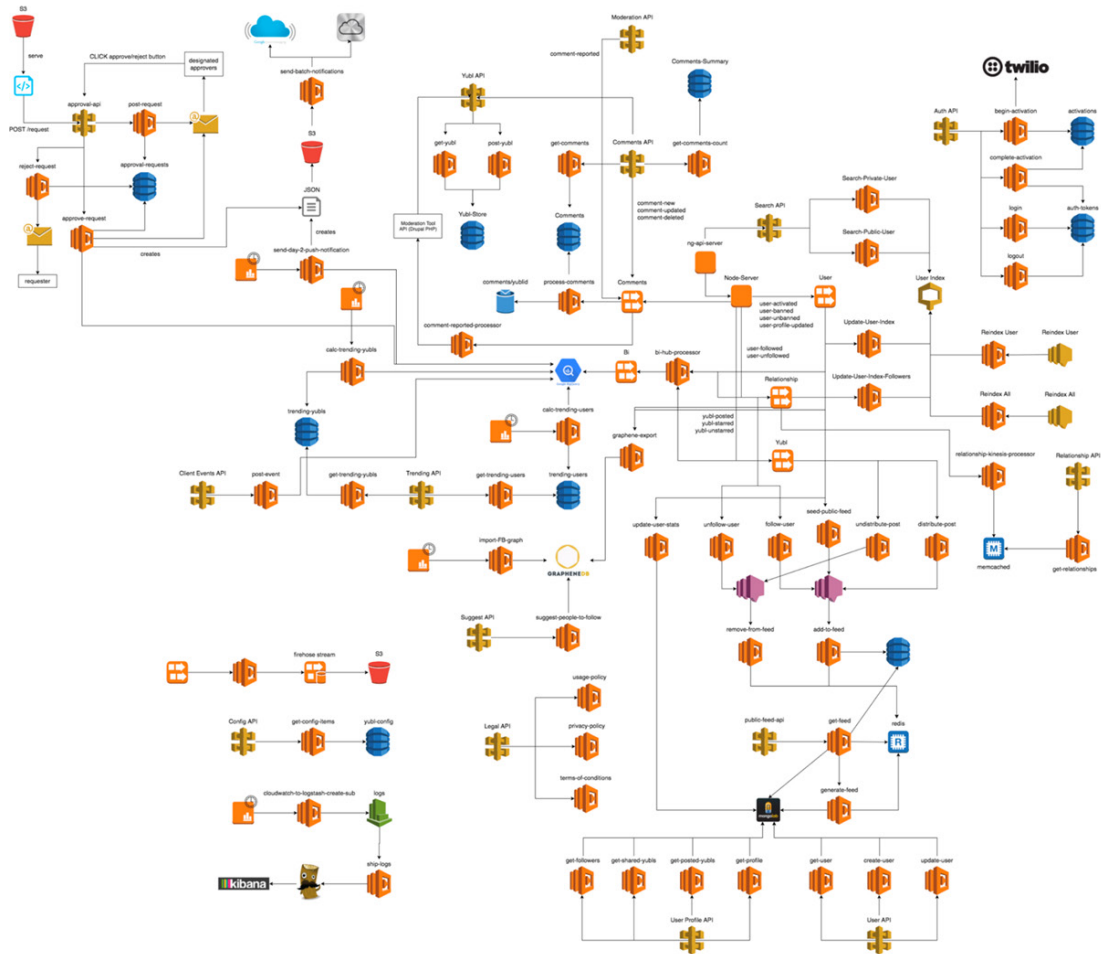 S3
serve
POST /request
CLICK approve/reject button
designated
approvers
approval-api
post-request
reject-request
approval-requests
approve-request
requester
creates
send-batch-notifications
S3
JSON
creates
send-day-2-push-notification
calc-trending-yubls
trending-yubls
Client Events API
post-event
get-trending-yubls
Trending API
get-trending-users
trending-users
calc-trending-users
Yubl API
get-yubl
post-yubl
Yubl-Store
Moderation Tool
API (Drupal PHP)
comment-reported-processor
Moderation API
comment-reported
Comments-Summary
get-comments
Comments API
get-comments-count
Comments
comment-new
comment-updated
comment-deleted
comments/yublid
process-comments
Comments
ng-api-server
Node-Server
User
user-activated
user-banned
user-unbanned
user-profile-updated
user-followed
user-unfollowed
Search API
Search-Private-User
Search-Public-User
User Index
Update-User-Index
Update-User-Index-Followers
Reindex User
Reindex User
Reindex All
Reindex All
twilio
Auth API
begin-activation
activations
complete-activation
login
auth-tokens
logout
Bi
bi-hub-processor
Relationship
yubl-posted
yubl-starred
yubl-unstarred
graphene-export
Yubl
relationship-kinesis-processor
Relationship API
M
memcached
get-relationships
update-user-stats
unfollow-user
follow-user
seed-public-feed
undistribute-post
distribute-post
import-FB-graph
GRAPHENEDB
Suggest API
suggest-people-to-follow
remove-from-feed
add-to-feed
firehose stream
S3
Config API
get-config-items
yubl-config
cloudwatch-to-logstash-create-sub
logs
ship-logs
kibana
Legal API
usage-policy
privacy-policy
terms-of-conditions
public-feed-api
get-feed
redis
R
generate-feed
get-followers
get-shared-yubls
get-posted-yubls
get-profile
User Profile API
get-user
create-user
update-user
User API